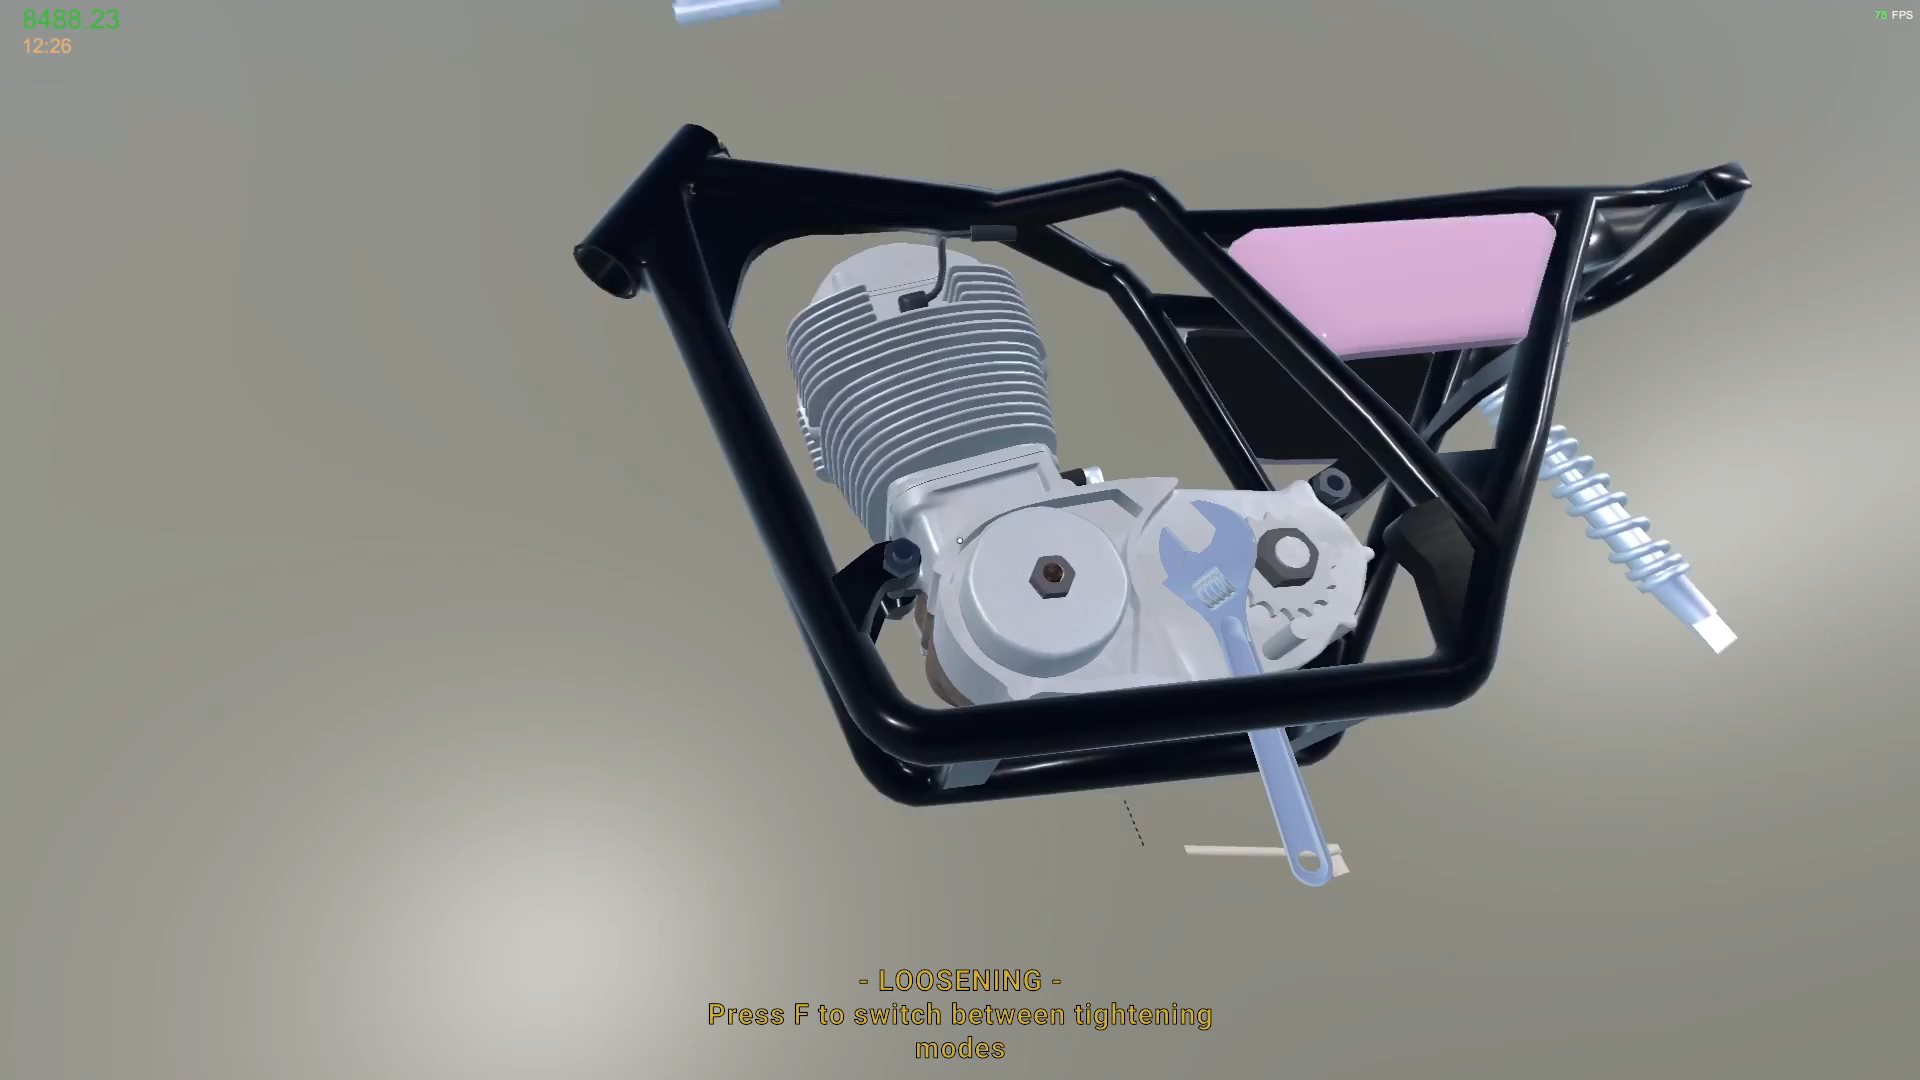 8488.23
75 FPS
12:26
- LOOSENING -
Press F to switch between tightening
modes